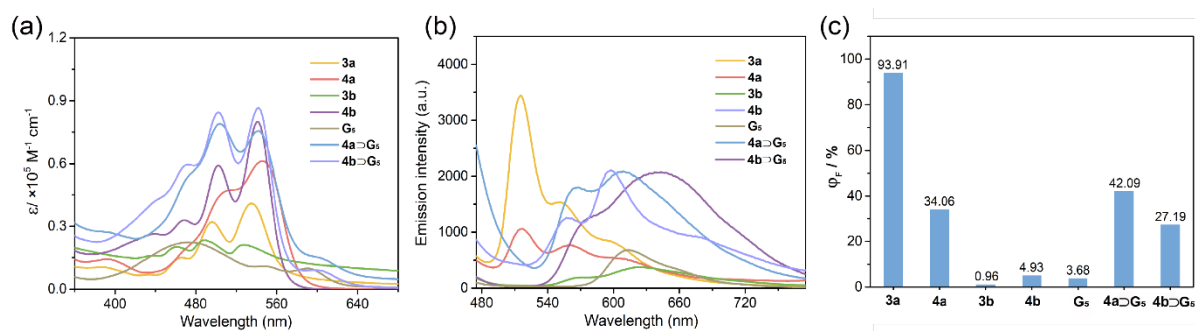 (a)
1.2
0.9
0.6
0.3
0.0
ε/ ×10⁵ M⁻¹ cm⁻¹
400
480
560
640
Wavelength (nm)
3a
4a
3b
4b
G₅
4a⊃G₅
4b⊃G₅
(b)
4000
3000
2000
1000
0
Emission intensity (a.u.)
480
540
600
660
720
Wavelength (nm)
3a
4a
3b
4b
G₅
4a⊃G₅
4b⊃G₅
(c)
100
80
60
40
20
0
φF / %
93.91
34.06
0.96
4.93
3.68
42.09
27.19
3a
4a
3b
4b
G₅
4a⊃G₅
4b⊃G₅